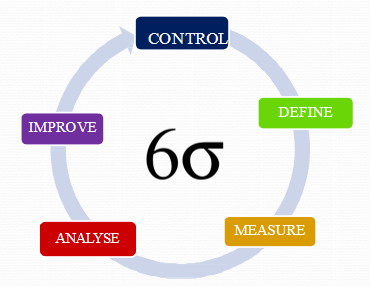 CONTROL
DEFINE
IMPROVE
6σ
MEASURE
ANALYSE